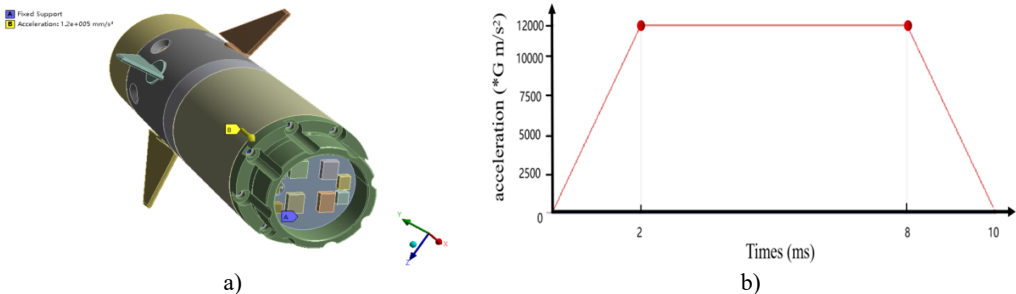 A Fixed Support
B Acceleration: 1.2e+005 mm/s²
B
A
Y
X
Z
a)
acceleration (*G m/s²)
12000
10000
7500
5000
2500
0
2
8
10
Times (ms)
b)